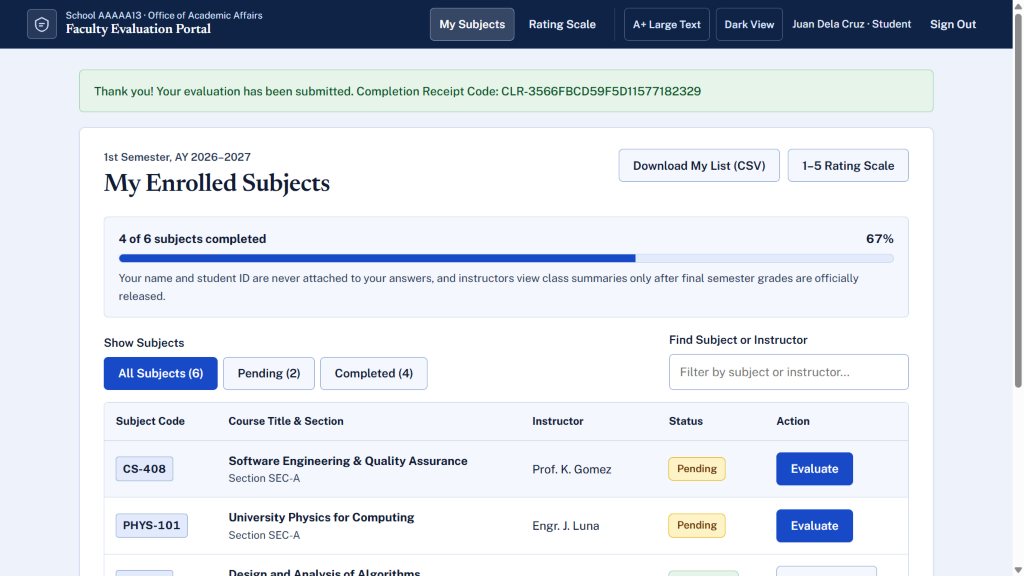 School AAAAA13 · Office of Academic Affairs
Faculty Evaluation Portal
My Subjects
Rating Scale
A+ Large Text
Dark View
Juan Dela Cruz · Student
Sign Out
Thank you! Your evaluation has been submitted. Completion Receipt Code: CLR-3566FBCD59F5D11577182329
1st Semester, AY 2026–2027
My Enrolled Subjects
Download My List (CSV)
1–5 Rating Scale
4 of 6 subjects completed
67%
Your name and student ID are never attached to your answers, and instructors view class summaries only after final semester grades are officially
released.
Show Subjects
All Subjects (6)
Pending (2)
Completed (4)
Find Subject or Instructor
Filter by subject or instructor...
Subject Code
Course Title & Section
Instructor
Status
Action
CS-408
Software Engineering & Quality Assurance
Section SEC-A
Prof. K. Gomez
Pending
Evaluate
PHYS-101
University Physics for Computing
Section SEC-A
Engr. J. Luna
Pending
Evaluate
Design and Analysis of Algorithms